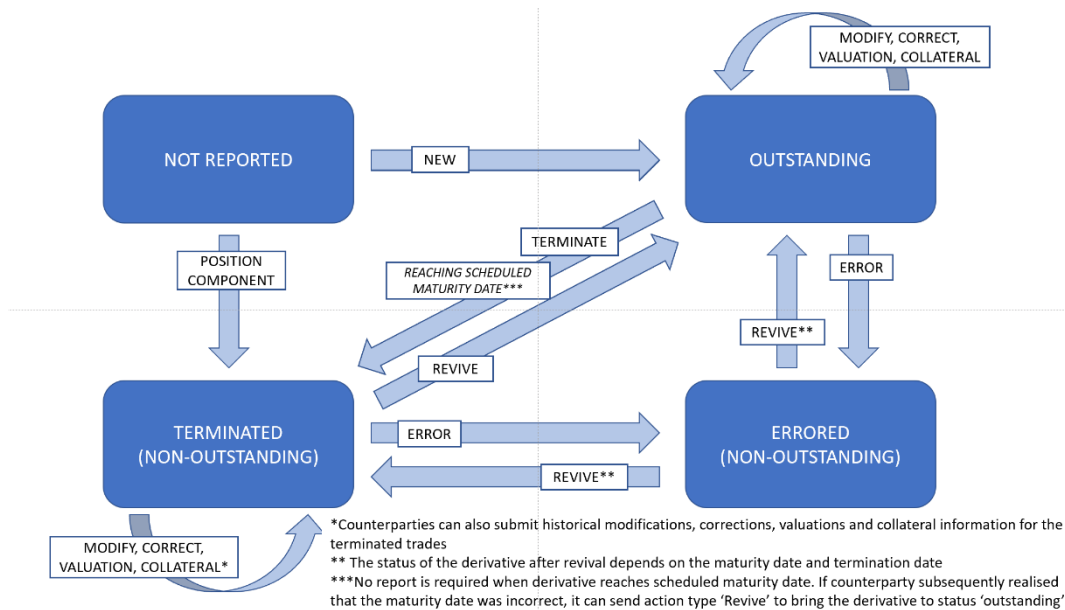 MODIFY, CORRECT,
VALUATION, COLLATERAL
NOT REPORTED
NEW
OUTSTANDING
POSITION
COMPONENT
TERMINATE
REACHING SCHEDULED
MATURITY DATE***
ERROR
REVIVE**
REVIVE
TERMINATED
(NON-OUTSTANDING)
ERROR
REVIVE**
ERRORED
(NON-OUTSTANDING)
MODIFY, CORRECT,
VALUATION, COLLATERAL*
*Counterparties can also submit historical modifications, corrections, valuations and collateral information for the
terminated trades
** The status of the derivative after revival depends on the maturity date and termination date
***No report is required when derivative reaches scheduled maturity date. If counterparty subsequently realised
that the maturity date was incorrect, it can send action type ‘Revive’ to bring the derivative to status ‘outstanding’